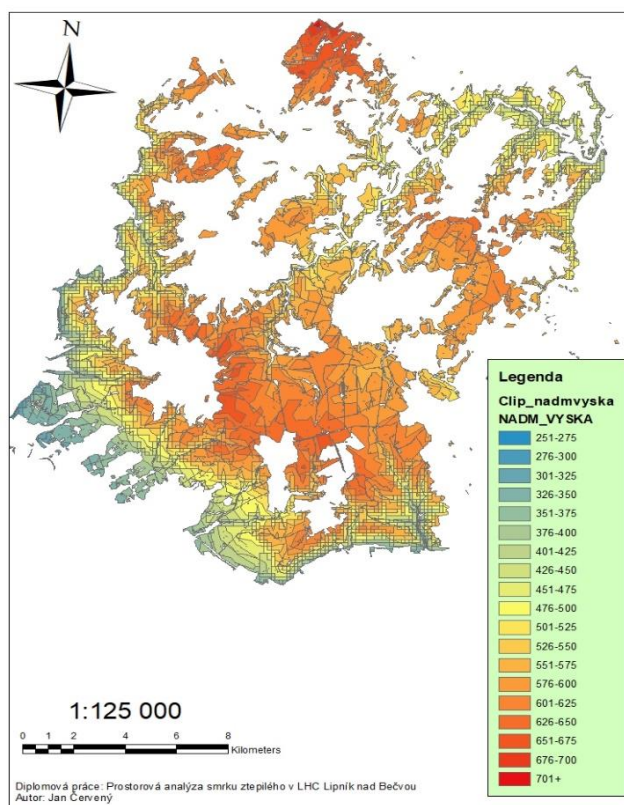 N
Legenda
Clip_nadmvyska
NADM_VYSKA
251-275
276-300
301-325
326-350
351-375
376-400
401-425
426-450
451-475
476-500
501-525
526-550
551-575
576-600
601-625
626-650
651-675
676-700
701+
1:125 000
0 2 4 6 8
Kilometers
Diplomová práce: Prostorová analýza smrku ztepilého v LHC Lipník nad Bečvou
Autor: Jan Červený